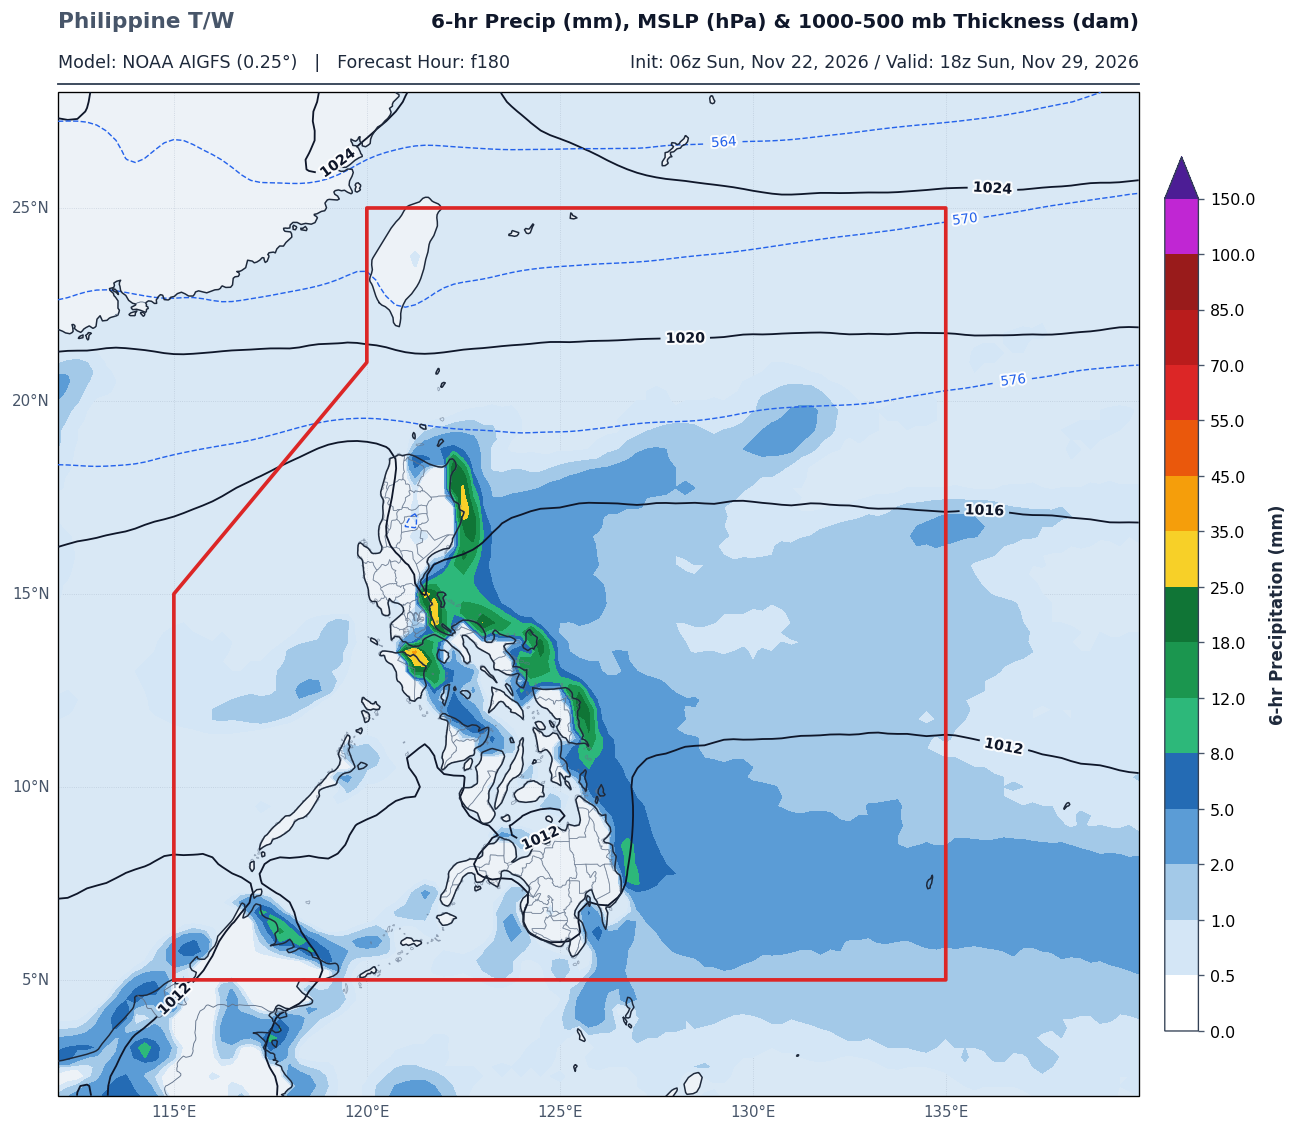 Philippine T/W
6-hr Precip (mm), MSLP (hPa) & 1000-500 mb Thickness (dam)
Model: NOAA AIGFS (0.25°) | Forecast Hour: f180
Init: 06z Sun, Nov 22, 2026 / Valid: 18z Sun, Nov 29, 2026
564
1024
1024
25°N
570
1020
576
20°N
1016
15°N
1012
10°N
1012
5°N
1012
115°E
120°E
125°E
130°E
135°E
150.0
100.0
85.0
70.0
55.0
45.0
35.0
25.0
18.0
12.0
8.0
5.0
2.0
1.0
0.5
0.0
6-hr Precipitation (mm)